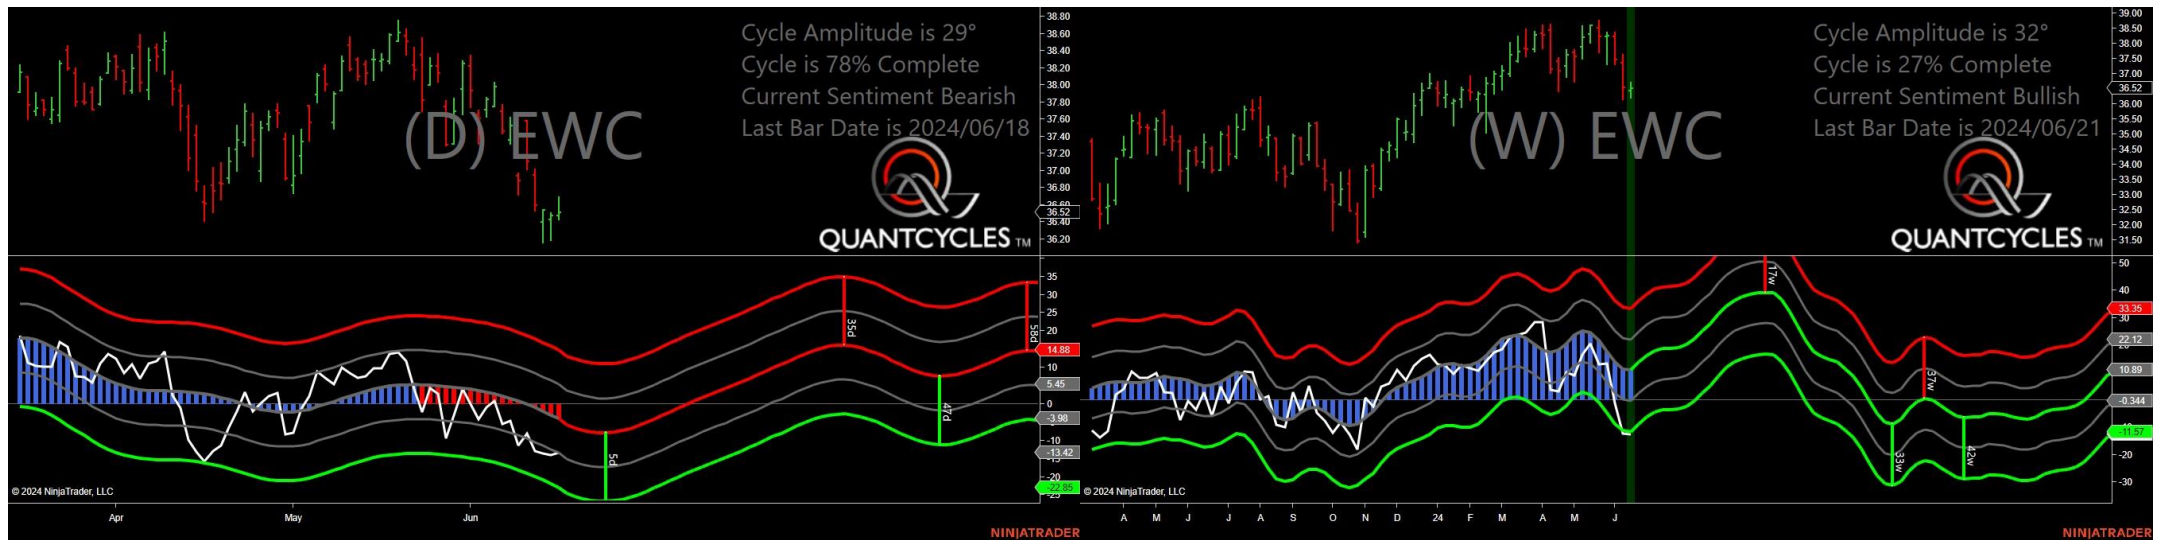 Cycle Amplitude is 29°
Cycle is 78% Complete
Current Sentiment Bearish
Last Bar Date is 2024/06/18
(D) EWC
QUANTCYCLES TM
38.80
38.60
38.40
38.20
38.00
37.80
37.60
37.40
37.20
37.00
36.80
36.60
36.52
36.40
36.20
35
30
25
20
14.88
10
5.45
0
-3.98
-10
-13.42
-20
-22.85
-25
5d
35d
47d
58d
© 2024 NinjaTrader, LLC
Apr May Jun
NINJATRADER
Cycle Amplitude is 32°
Cycle is 27% Complete
Current Sentiment Bullish
Last Bar Date is 2024/06/21
(W) EWC
QUANTCYCLES TM
39.00
38.50
38.00
37.50
37.00
36.52
36.00
35.50
35.00
34.50
34.00
33.50
33.00
32.50
32.00
31.50
50
40
33.35
30
22.12
10.89
-0.344
-11.57
-20
-30
17w
33w
37w
42w
© 2024 NinjaTrader, LLC
A M J J A S O N D 24 F M A M J
NINJATRADER